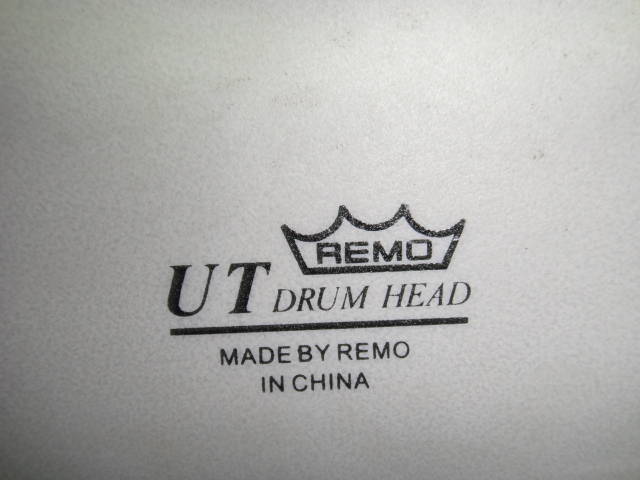 REMO
UT DRUM HEAD
MADE BY REMO
IN CHINA